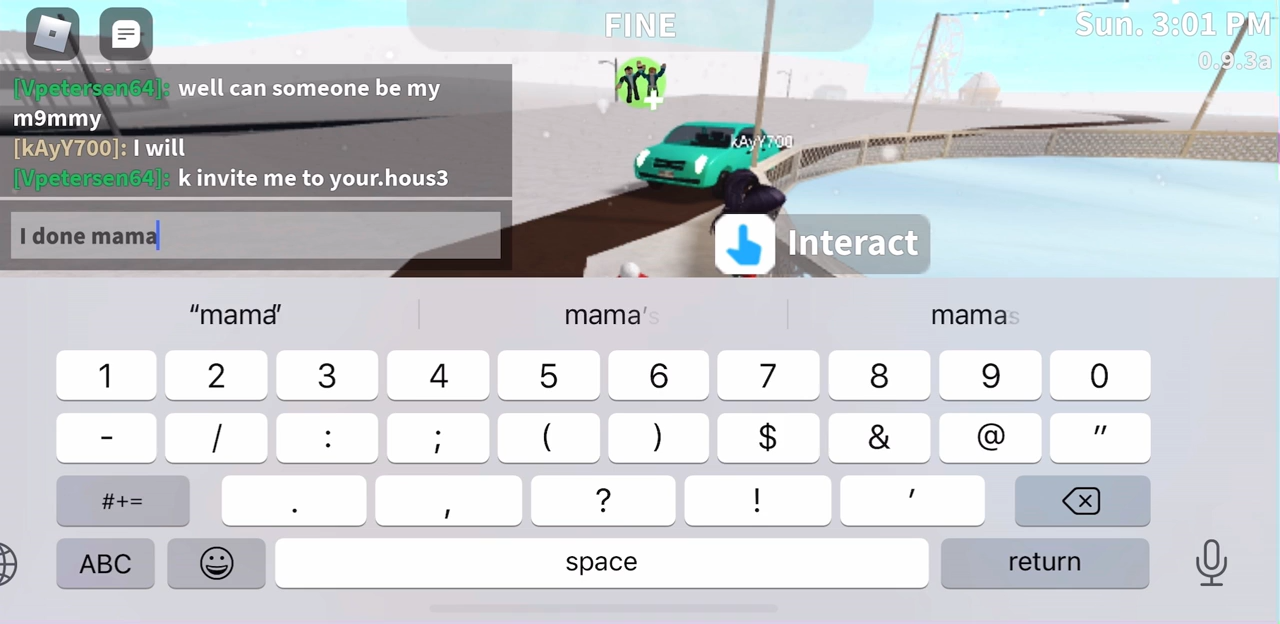 FINE
Sun. 3:01 PM
0.9.3a
[Vpetersen64]: well can someone be my
m9mmy
[kAyY700]: I will
[Vpetersen64]: k invite me to your.hous3
I done mama
kAyY700
Interact
“mama” mama's mamas
1 2 3 4 5 6 7 8 9 0
- / : ; ( ) $ & @ "
#+= . , ? ! '
ABC space return